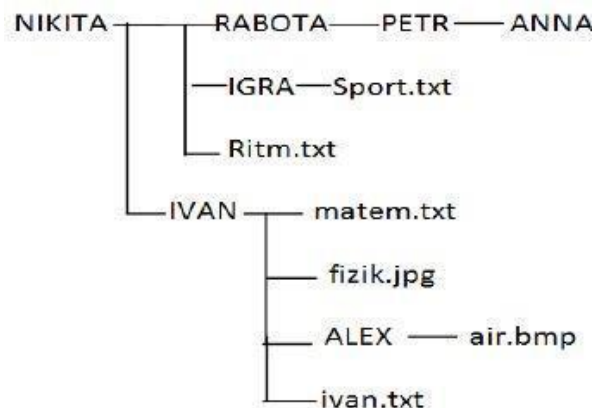 NIKITA RABOTA PETR ANNA
IGRA Sport.txt
Ritm.txt
IVAN matem.txt
fizik.jpg
ALEX air.bmp
ivan.txt